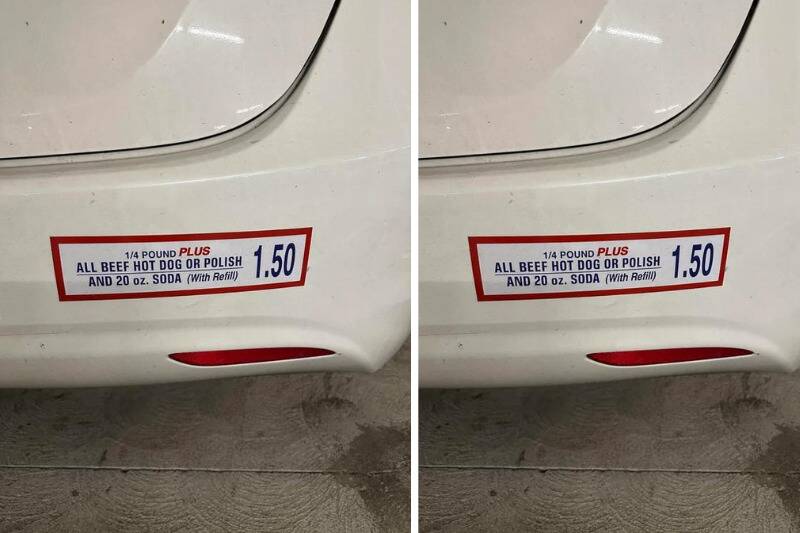 1/4 POUND PLUS
ALL BEEF HOT DOG OR POLISH 1.50
AND 20 oz. SODA (With Refill)
1/4 POUND PLUS
ALL BEEF HOT DOG OR POLISH 1.50
AND 20 oz. SODA (With Refill)